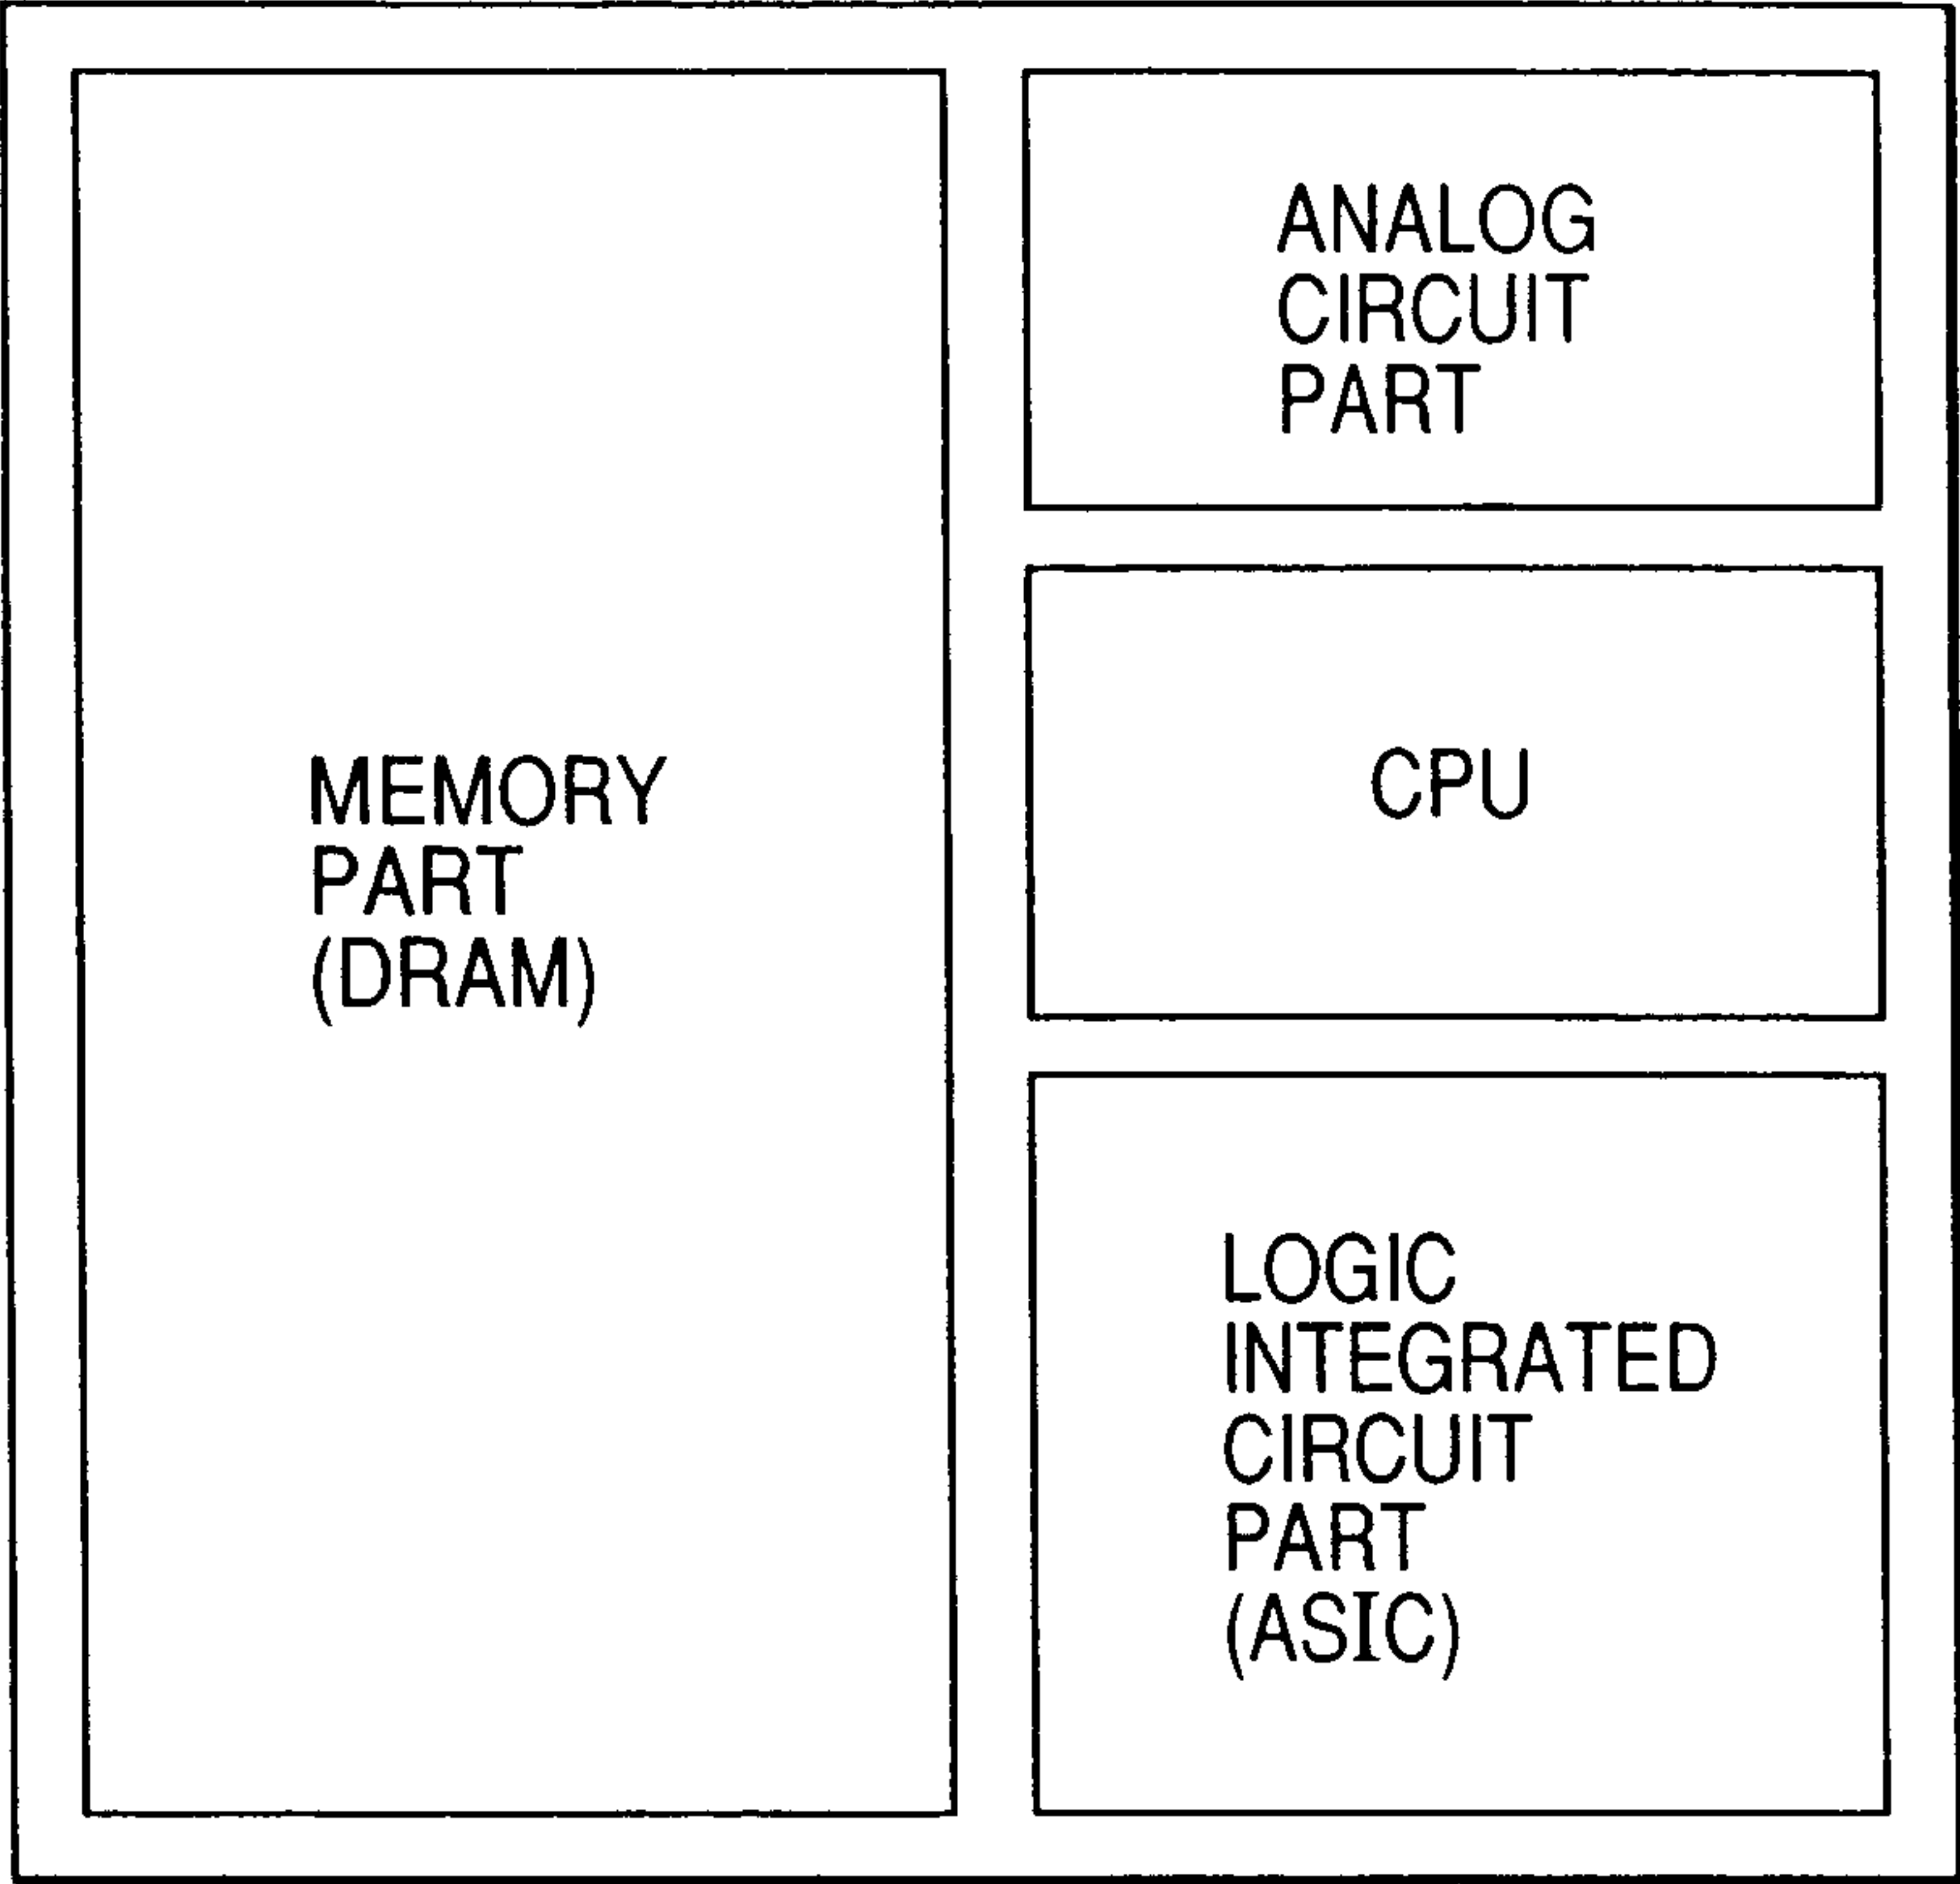 MEMORY
PART
(DRAM)
ANALOG
CIRCUIT
PART
CPU
LOGIC
INTEGRATED
CIRCUIT
PART
(ASIC)